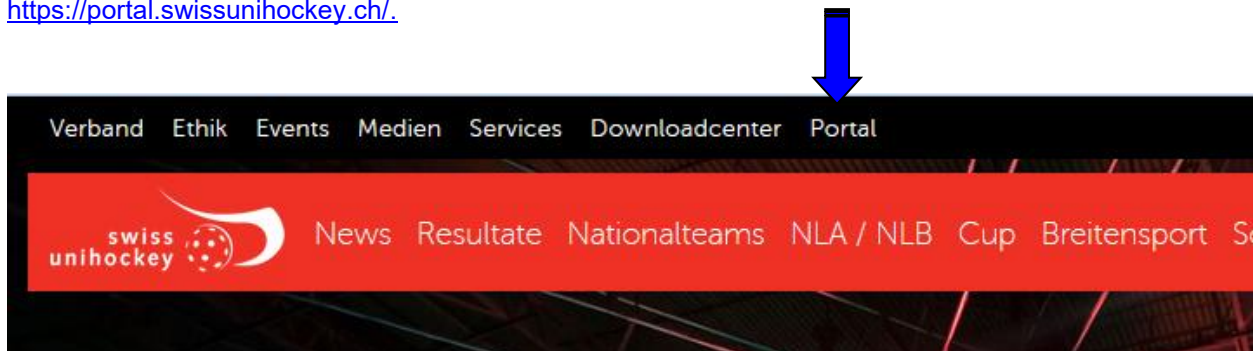 https://portal.swissunihockey.ch/.
Verband Ethik Events Medien Services Downloadcenter Portal
swiss
unihockey
News Resultate Nationalteams NLA / NLB Cup Breitensport